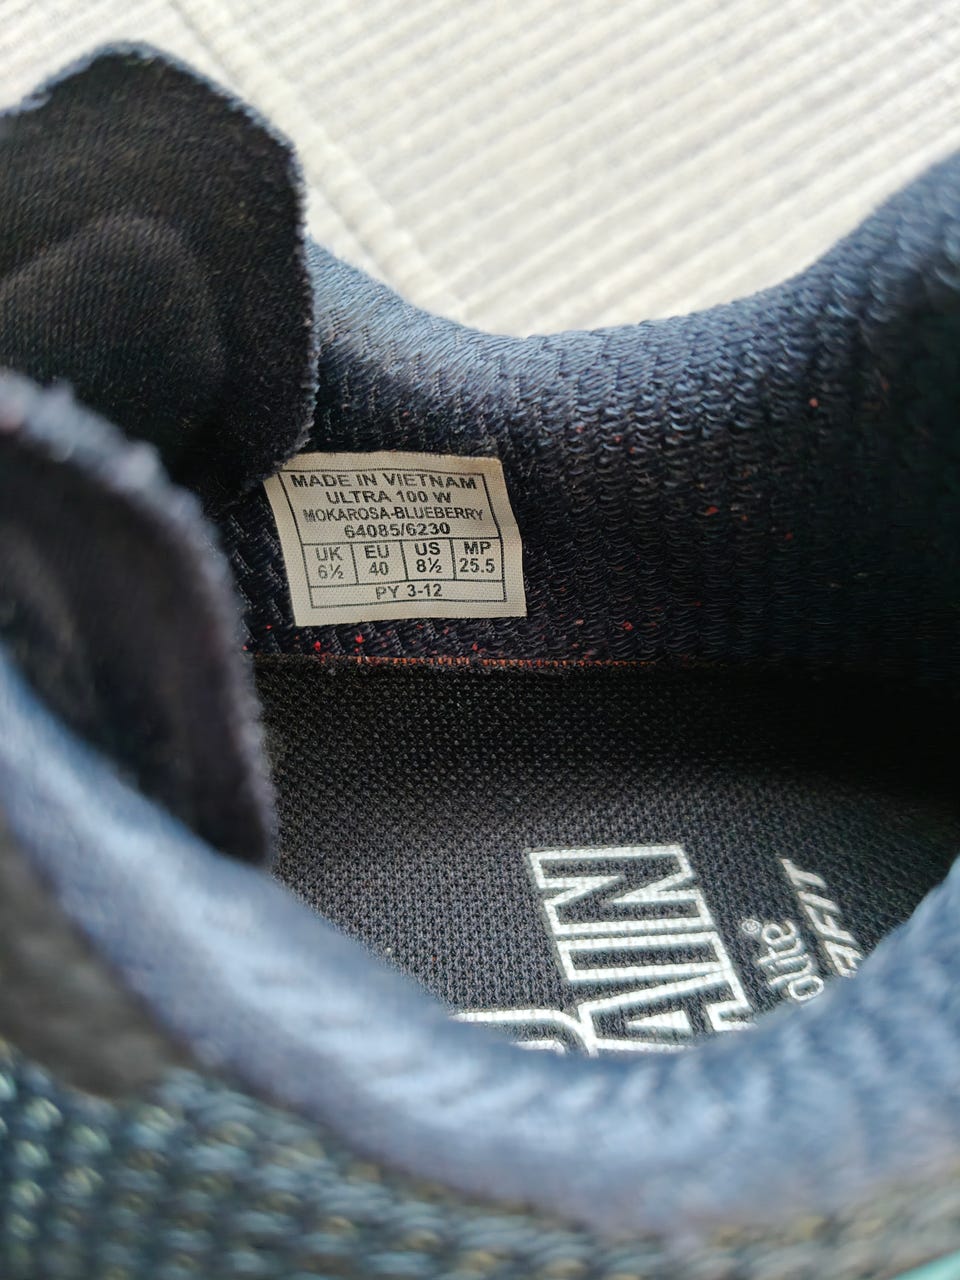 MADE IN VIETNAM
ULTRA 100 W
MOKAROSA-BLUEBERRY
64085/6230
UK EU US MP
6½ 40 8½ 25.5
PY 3-12